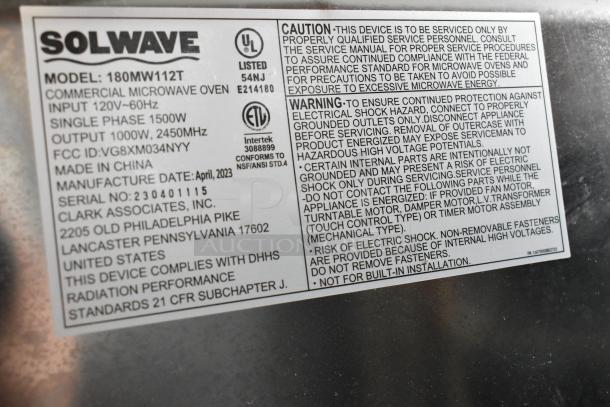 SOLWAVE
MODEL: 180MW112T
COMMERCIAL MICROWAVE OVEN
INPUT 120V~60Hz
SINGLE PHASE 1500W
OUTPUT 1000W, 2450MHz
FCC ID:VG8XM034NYY
MADE IN CHINA
MANUFACTURE DATE: April, 2023
SERIAL NO: 230401115
CLARK ASSOCIATES, INC.
2205 OLD PHILADELPHIA PIKE
LANCASTER PENNSYLVANIA 17602
UNITED STATES
THIS DEVICE COMPLIES WITH DHHS
RADIATION PERFORMANCE
STANDARDS 21 CFR SUBCHAPTER J.
UL
LISTED
54NJ
E214180
ETL
Intertek
3088899
CONFORMS TO
NSF/ANSI STD.4
CAUTION·THIS DEVICE IS TO BE SERVICED ONLY BY
PROPERLY QUALIFIED SERVICE PERSONNEL. CONSULT
THE SERVICE MANUAL FOR PROPER SERVICE PROCEDURES
TO ASSURE CONTINUED COMPLIANCE WITH THE FEDERAL
PERFORMANCE STANDARD FOR MICROWAVE OVENS AND
FOR PRECAUTIONS TO BE TAKEN TO AVOID POSSIBLE
EXPOSURE TO EXCESSIVE MICROWAVE ENERGY.
WARNING·TO ENSURE CONTINUED PROTECTION AGAINST
ELECTRICAL SHOCK HAZARD, CONNECT TO PROPERLY
GROUNDED OUTLETS ONLY.DISCONNECT APPLIANCE
BEFORE SERVICING. REMOVAL OF OUTERCASE WITH
PRODUCT ENERGIZED MAY EXPOSE SERVICEMAN TO
HAZARDOUS HIGH VOLTAGE POTENTIALS.
·CERTAIN INTERNAL PARTS ARE INTENTIONALLY NOT
GROUNDED AND MAY PRESENT A RISK OF ELECTRIC
SHOCK ONLY DURING SERVICING.SERVICE PERSONNEL
-DO NOT CONTACT THE FOLLOWING PARTS WHILE THE
APPLIANCE IS ENERGIZED: IF PROVIDED FAN MOTOR,
TURNTABLE MOTOR, DAMPER MOTOR,L.V.TRANSFORMER
(TOUCH CONTROL TYPE) OR TIMER MOTOR ASSEMBLY
(MECHANICAL TYPE).
·RISK OF ELECTRIC SHOCK. NON-REMOVABLE FASTENERS
ARE PROVIDED BECAUSE OF INTERNAL HIGH VOLTAGES.
DO NOT REMOVE FASTENERS.
· NOT FOR BUILT-IN INSTALLATION.